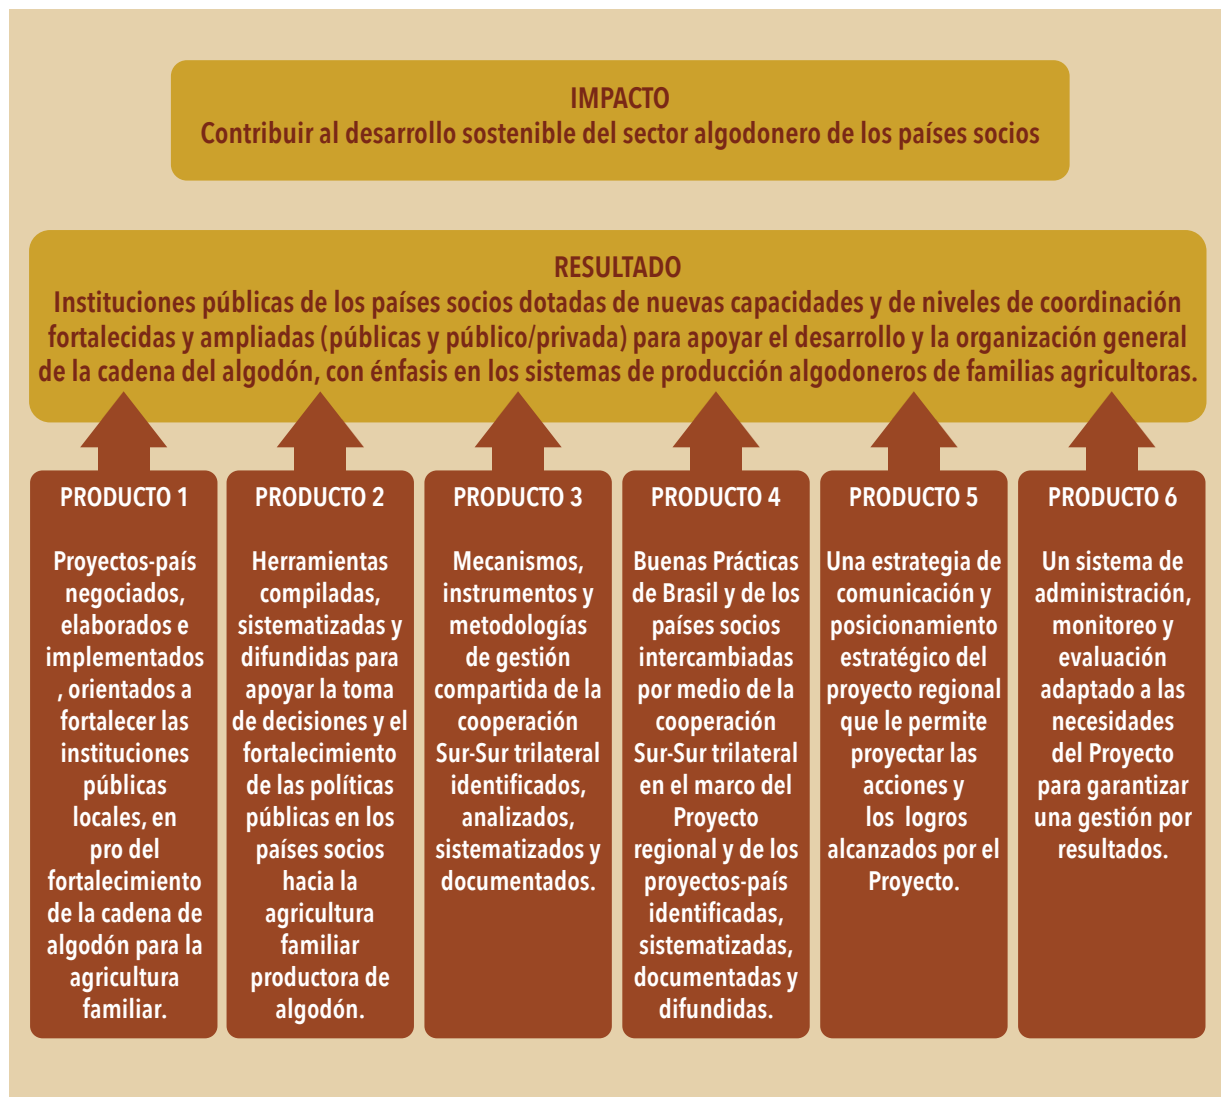 IMPACTO
Contribuir al desarrollo sostenible del sector algodonero de los países socios
RESULTADO
Instituciones públicas de los países socios dotadas de nuevas capacidades y de niveles de coordinación
fortalecidas y ampliadas (públicas y público/privada) para apoyar el desarrollo y la organización general
de la cadena del algodón, con énfasis en los sistemas de producción algodoneros de familias agricultoras.
PRODUCTO 1
Proyectos-país
negociados,
elaborados e
implementados
, orientados a
fortalecer las
instituciones
públicas
locales, en
pro del
fortalecimiento
de la cadena de
algodón para la
agricultura
familiar.
PRODUCTO 2
Herramientas
compiladas,
sistematizadas y
difundidas para
apoyar la toma
de decisiones y el
fortalecimiento
de las políticas
públicas en los
países socios
hacia la
agricultura
familiar
productora de
algodón.
PRODUCTO 3
Mecanismos,
instrumentos y
metodologías
de gestión
compartida de la
cooperación
Sur-Sur trilateral
identificados,
analizados,
sistematizados y
documentados.
PRODUCTO 4
Buenas Prácticas
de Brasil y de los
países socios
intercambiadas
por medio de la
cooperación
Sur-Sur trilateral
en el marco del
Proyecto
regional y de los
proyectos-país
identificadas,
sistematizadas,
documentadas y
difundidas.
PRODUCTO 5
Una estrategia de
comunicación y
posicionamiento
estratégico del
proyecto regional
que le permite
proyectar las
acciones y
los logros
alcanzados por el
Proyecto.
PRODUCTO 6
Un sistema de
administración,
monitoreo y
evaluación
adaptado a las
necesidades
del Proyecto
para garantizar
una gestión por
resultados.